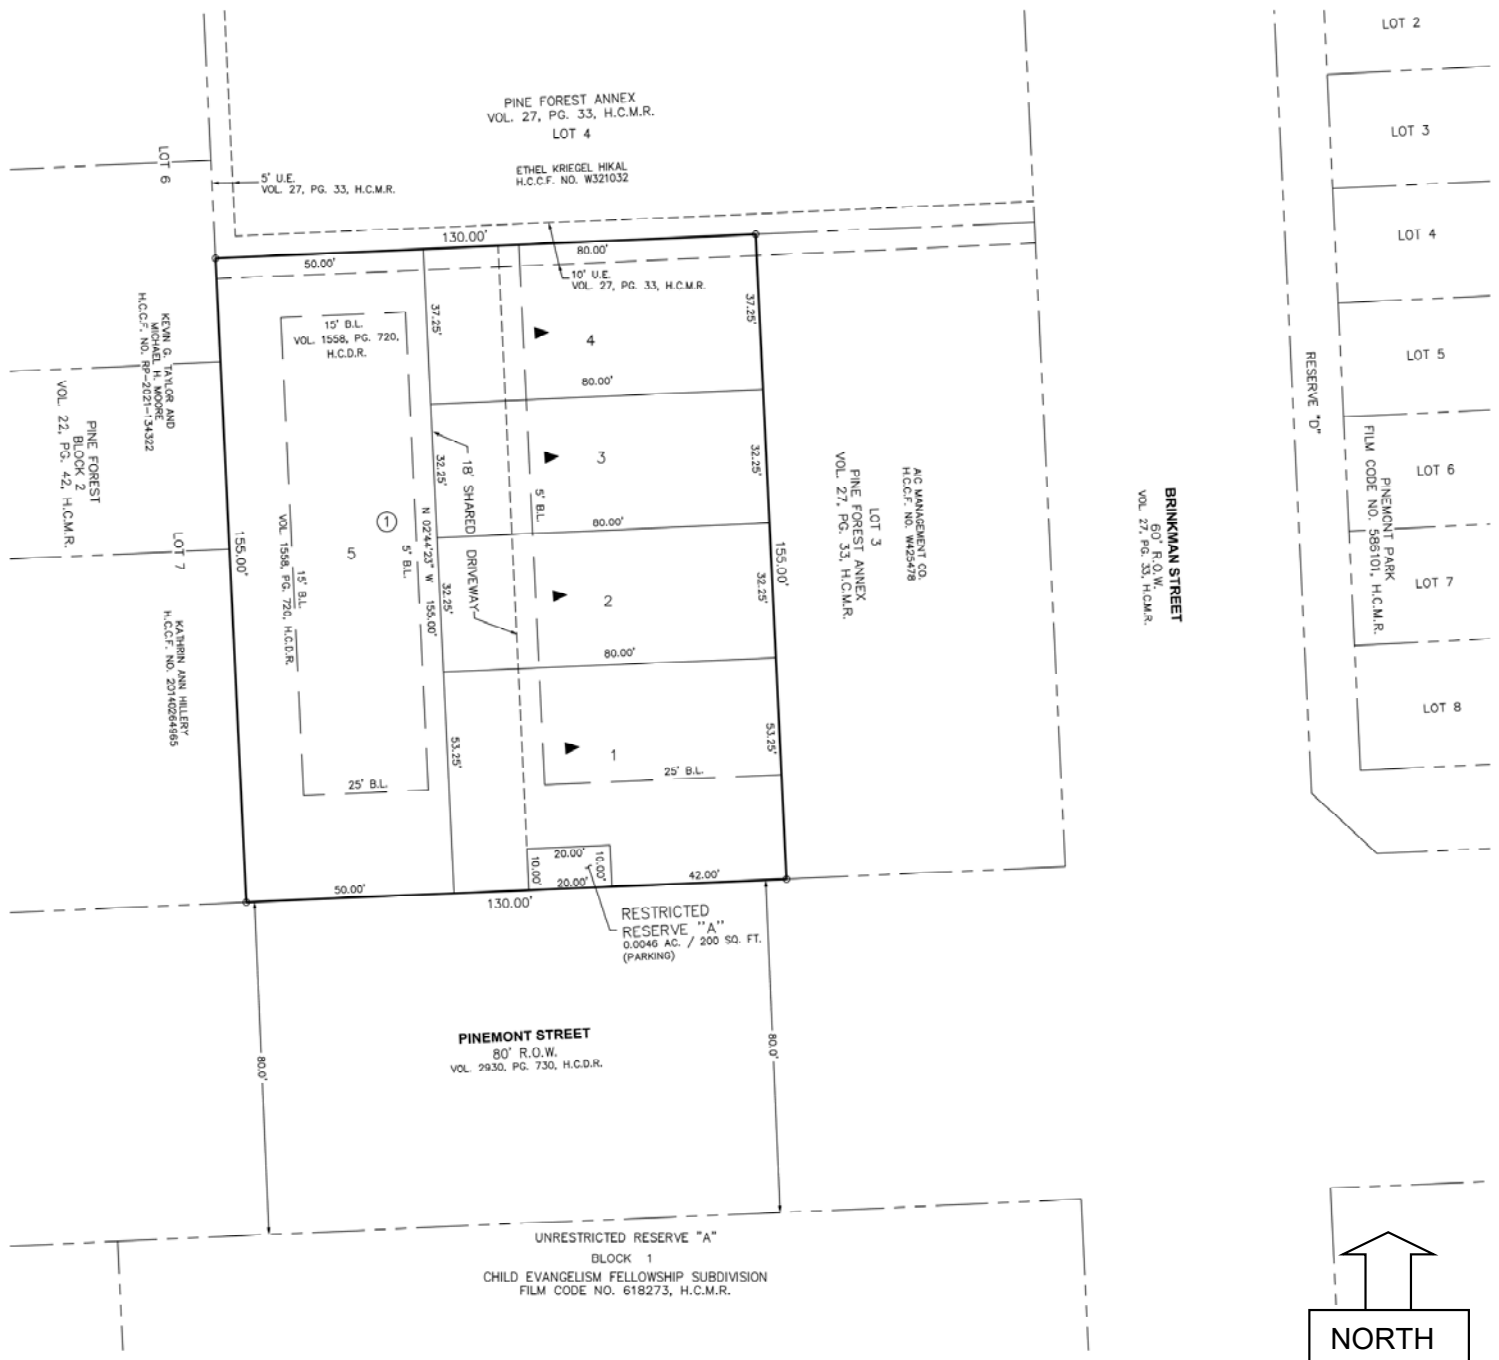 LOT 2
LOT 3
LOT 4
LOT 5
LOT 6
LOT 7
LOT 8
PINE FOREST ANNEX
VOL. 27, PG. 33, H.C.M.R.
LOT 4
ETHEL KRIEGEL HIKAL
H.C.C.F. NO. W321032
LOT 6
5' U.E.
VOL. 27, PG. 33, H.C.M.R.
130.00'
50.00'
80.00'
10' U.E.
VOL. 27, PG. 33, H.C.M.R.
KEVIN G. TAYLOR AND
MICHAEL H. MOORE
H.C.C.F. NO. RP-2021-134322
PINE FOREST
BLOCK 2
VOL. 22, PG. 42, H.C.M.R.
LOT 7
KATHRIN ANN HILLERY
H.C.C.F. NO. 20140264965
155.00'
15' B.L.
VOL. 1558, PG. 720,
H.C.D.R.
15' B.L.
VOL. 1558, PG. 720, H.C.D.R.
5
1
5' B.L.
N 02°44'23" W 155.00'
25' B.L.
37.25'
32.25'
32.25'
53.25'
18' SHARED DRIVEWAY
5' B.L.
4
80.00'
3
80.00'
2
80.00'
1
25' B.L.
37.25'
32.25'
155.00'
32.25'
53.25'
LOT 3
PINE FOREST ANNEX
VOL. 27, PG. 33, H.C.M.R.
AIC MANAGEMENT CO.
H.C.C.F. NO. W425478
BRINKMAN STREET
60' R.O.W.
VOL. 27, PG. 33, H.C.M.R.
RESERVE "D"
PINEMONT PARK
FILM CODE NO. 586101, H.C.M.R.
20.00'
10.00'
10.00'
20.00'
42.00'
50.00'
130.00'
RESTRICTED
RESERVE "A"
0.0046 AC. / 200 SQ. FT.
(PARKING)
80.0'
PINEMONT STREET
80' R.O.W.
VOL. 2930, PG. 730, H.C.D.R.
80.0'
UNRESTRICTED RESERVE "A"
BLOCK 1
CHILD EVANGELISM FELLOWSHIP SUBDIVISION
FILM CODE NO. 618273, H.C.M.R.
NORTH